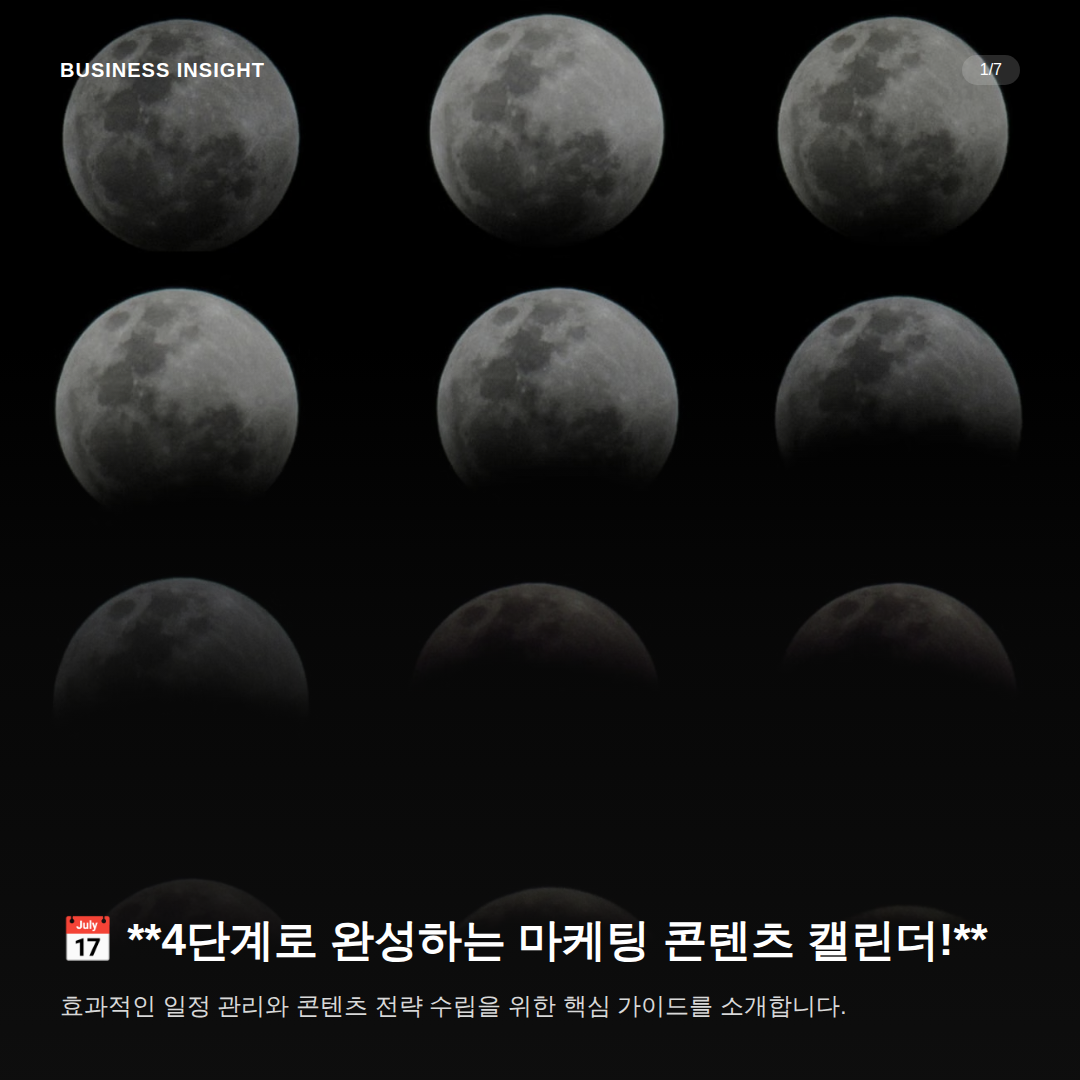 BUSINESS INSIGHT
1/7
July
17
**4단계로 완성하는 마케팅 콘텐츠 캘린더!**
효과적인 일정 관리와 콘텐츠 전략 수립을 위한 핵심 가이드를 소개합니다.